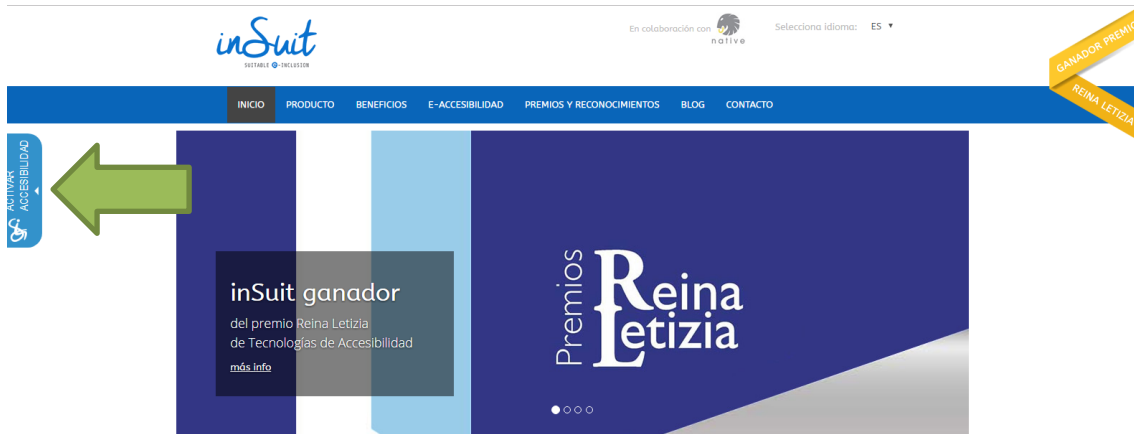 inSuit
SUITABLE e-INCLUSION
En colaboración con
native
Selecciona idioma: ES
GANADOR PREMIO
REINA LETIZIA
INICIO PRODUCTO BENEFICIOS E-ACCESIBILIDAD PREMIOS Y RECONOCIMIENTOS BLOG CONTACTO
ACTIVAR
ACCESIBILIDAD
inSuit ganador
del premio Reina Letizia
de Tecnologías de Accesibilidad
más info
Premios
Reina
Letizia